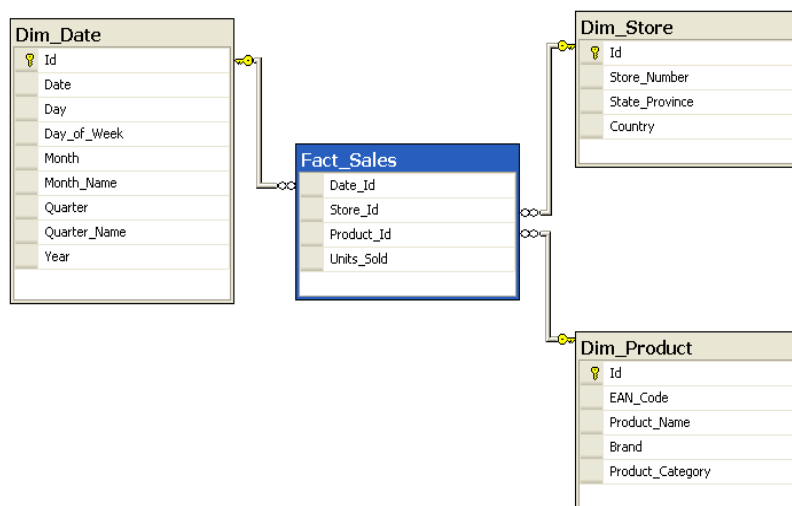 Dim_Date
Id
Date
Day
Day_of_Week
Month
Month_Name
Quarter
Quarter_Name
Year
Fact_Sales
Date_Id
Store_Id
Product_Id
Units_Sold
Dim_Store
Id
Store_Number
State_Province
Country
Dim_Product
Id
EAN_Code
Product_Name
Brand
Product_Category